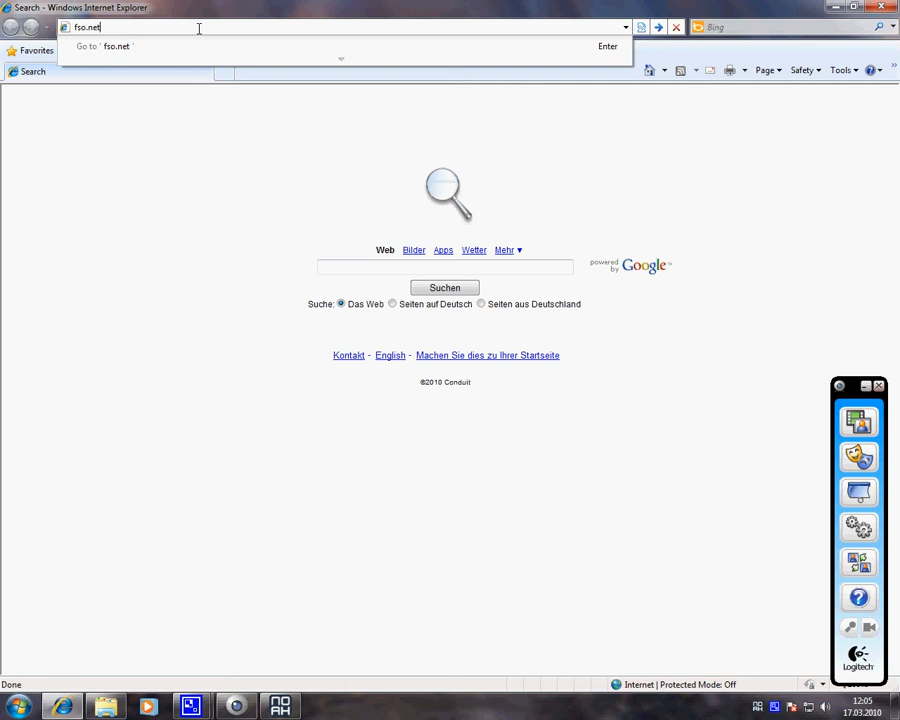 Search - Windows Internet Explorer
fso.net
Bing
Go to ' fso.net ' Enter
Favorites
Search
Page Safety Tools
Web Bilder Apps Wetter Mehr ▼
powered by Google™
Suchen
Suche: Das Web Seiten auf Deutsch Seiten aus Deutschland
Kontakt - English - Machen Sie dies zu Ihrer Startseite
©2010 Conduit
Logitech
Done
Internet | Protected Mode: Off
NOAH
12:05
17.03.2010